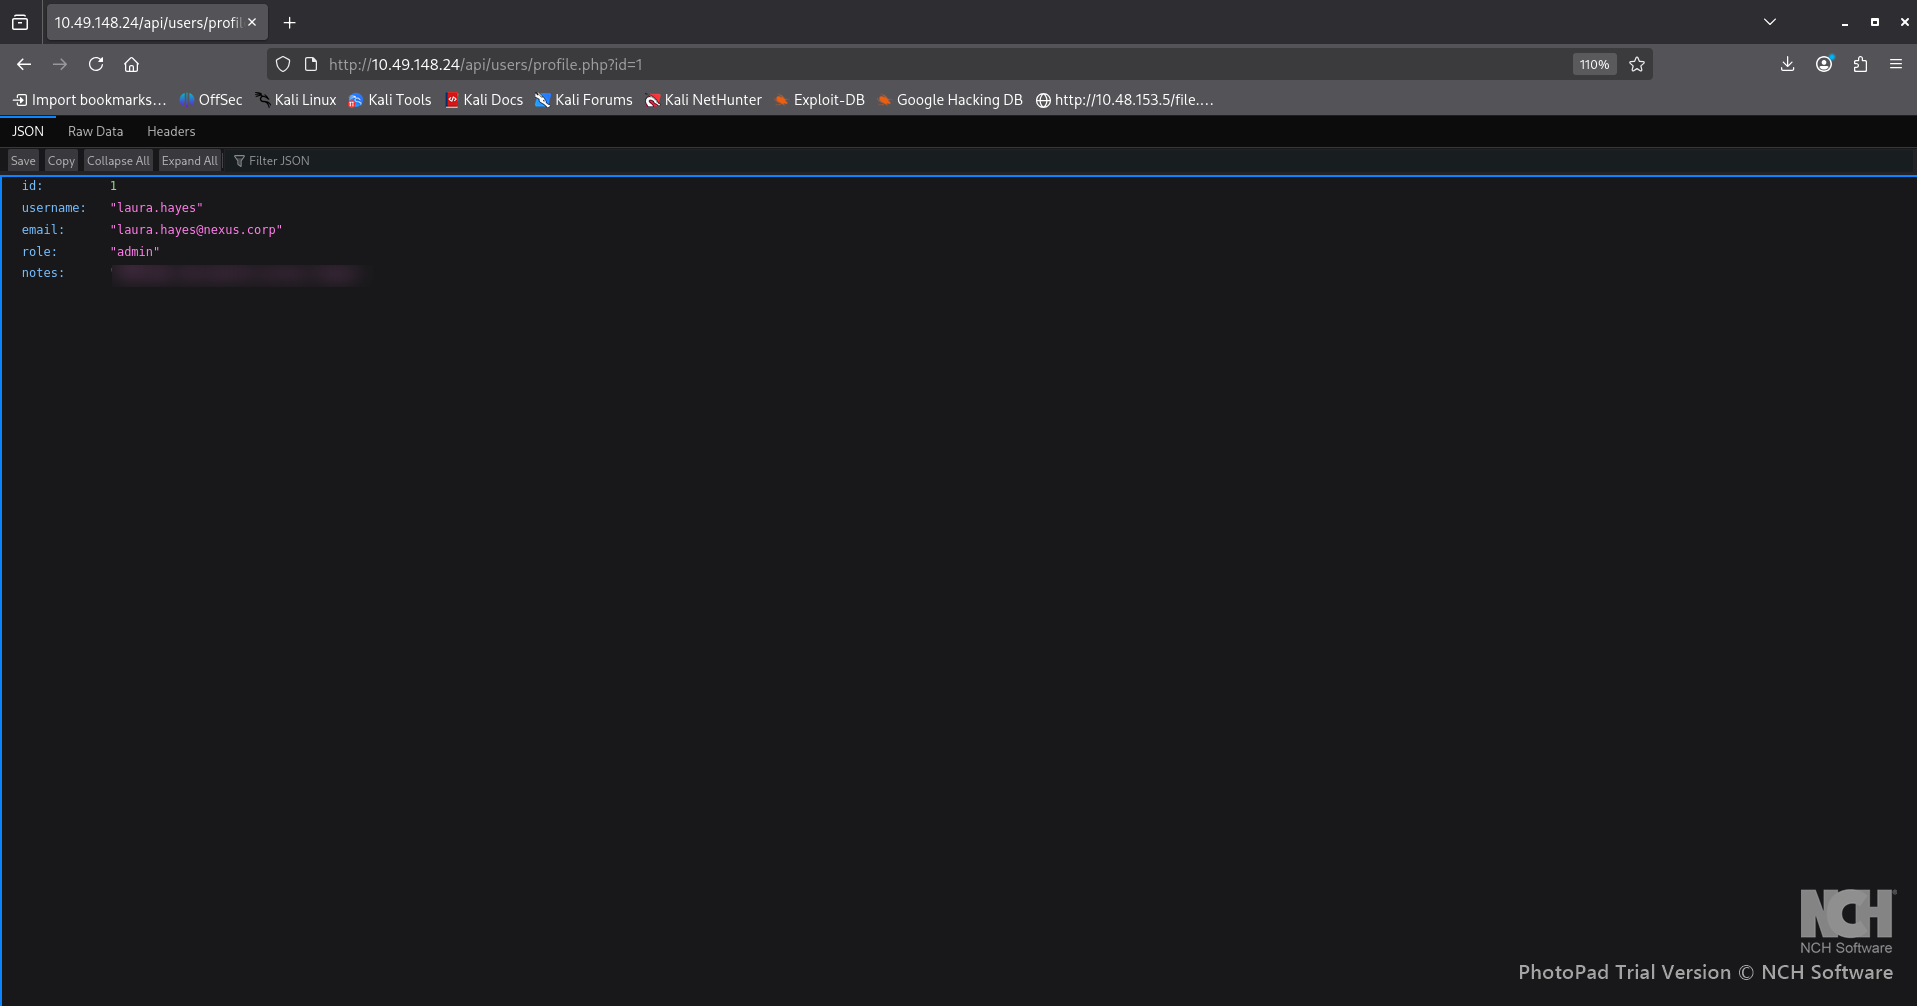 10.49.148.24/api/users/profil
http://10.49.148.24/api/users/profile.php?id=1
110%
Import bookmarks... OffSec Kali Linux Kali Tools Kali Docs Kali Forums Kali NetHunter Exploit-DB Google Hacking DB http://10.48.153.5/file....
JSON Raw Data Headers
Save Copy Collapse All Expand All Filter JSON
id: 1
username: "laura.hayes"
email: "laura.hayes@nexus.corp"
role: "admin"
notes:
NCH
NCH Software
PhotoPad Trial Version © NCH Software